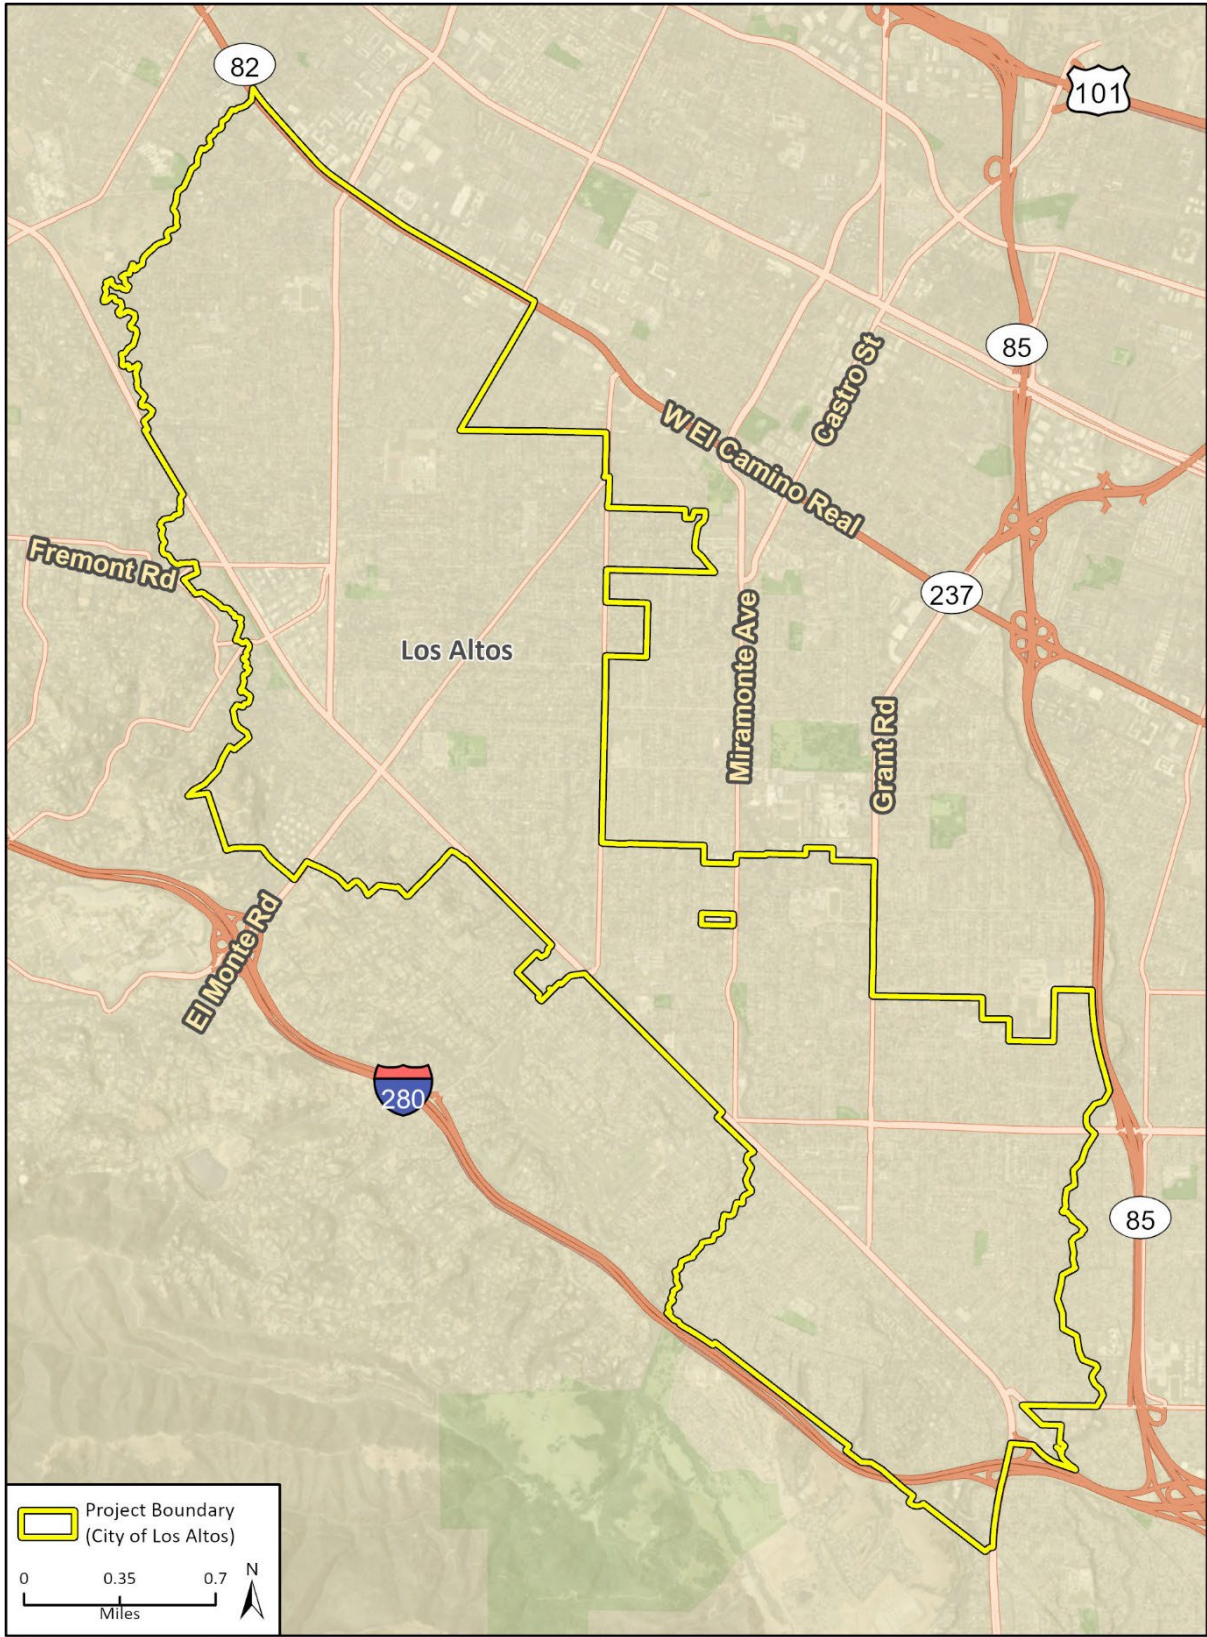 82
101
85
Castro St
W El Camino Real
Fremont Rd
237
Los Altos
Miramonte Ave
Grant Rd
El Monte Rd
280
85
Project Boundary
(City of Los Altos)
0 0.35 0.7
Miles
N